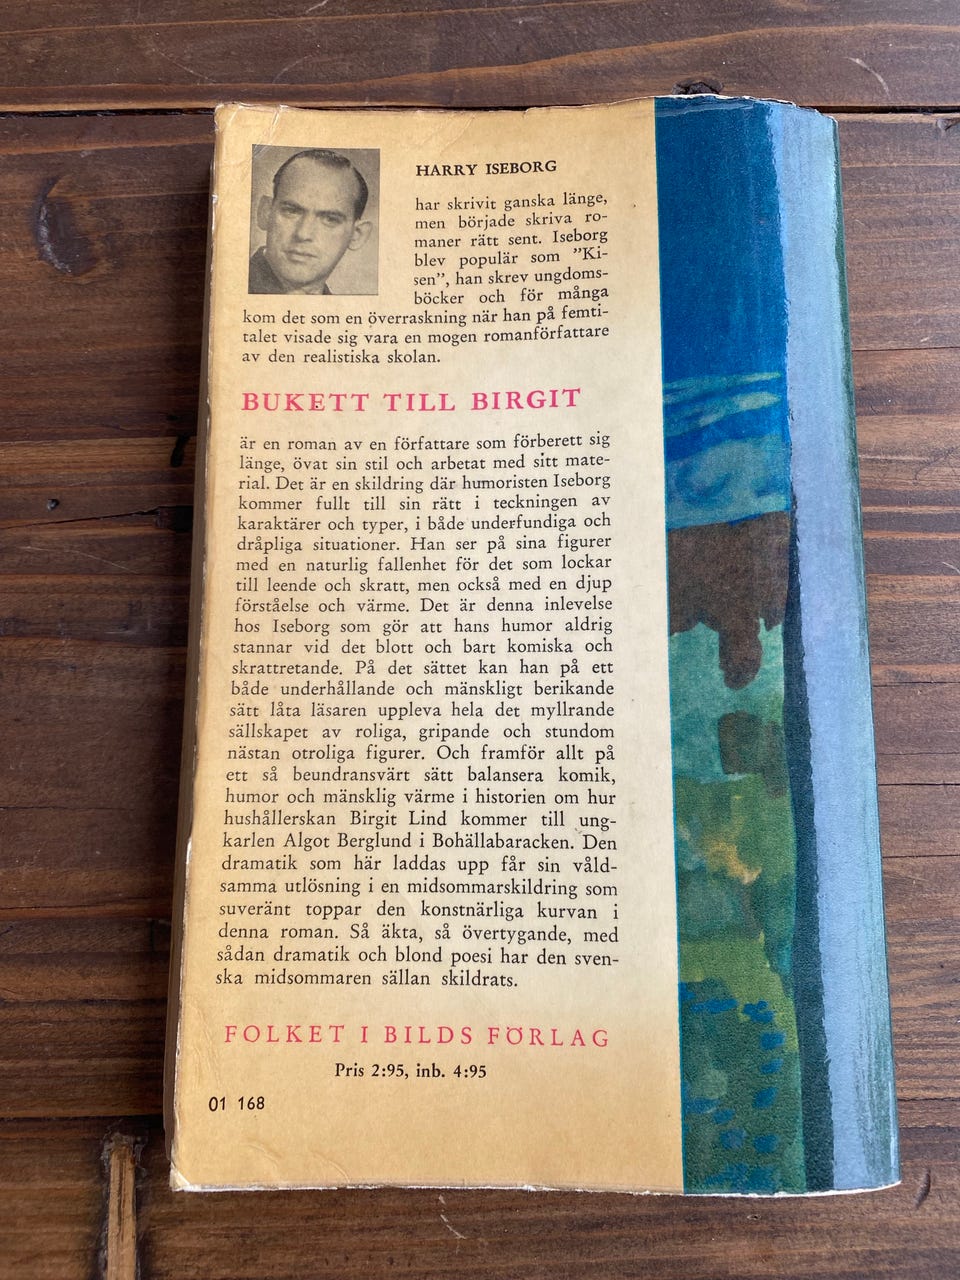 HARRY ISEBORG
har skrivit ganska länge,
men började skriva ro-
maner rätt sent. Iseborg
blev populär som ”Ki-
sen”, han skrev ungdoms-
böcker och för många
kom det som en överraskning när han på femti-
talet visade sig vara en mogen romanförfattare
av den realistiska skolan.
BUKETT TILL BIRGIT
är en roman av en författare som förberett sig
länge, övat sin stil och arbetat med sitt mate-
rial. Det är en skildring där humoristen Iseborg
kommer fullt till sin rätt i teckningen av
karaktärer och typer, i både underfundiga och
dråpliga situationer. Han ser på sina figurer
med en naturlig fallenhet för det som lockar
till leende och skratt, men också med en djup
förståelse och värme. Det är denna inlevelse
hos Iseborg som gör att hans humor aldrig
stannar vid det blott och bart komiska och
skrattretande. På det sättet kan han på ett
både underhållande och mänskligt berikande
sätt låta läsaren uppleva hela det myllrande
sällskapet av roliga, gripande och stundom
nästan otroliga figurer. Och framför allt på
ett så beundransvärt sätt balansera komik,
humor och mänsklig värme i historien om hur
hushållerskan Birgit Lind kommer till ung-
karlen Algot Berglund i Bohällabaracken. Den
dramatik som här laddas upp får sin våld-
samma utlösning i en midsommarskildring som
suveränt toppar den konstnärliga kurvan i
denna roman. Så äkta, så övertygande, med
sådan dramatik och blond poesi har den sven-
ska midsommaren sällan skildrats.
FOLKET I BILDS FÖRLAG
Pris 2:95, inb. 4:95
01 168